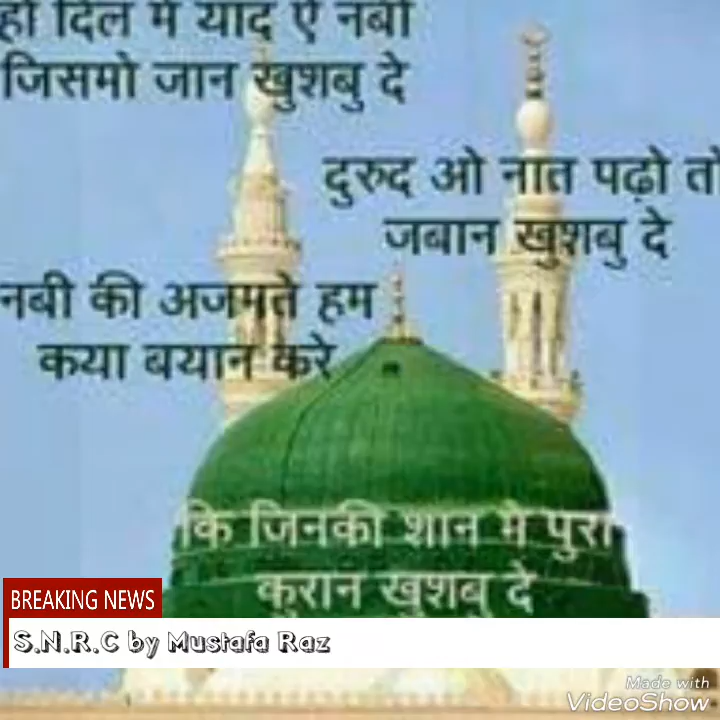 हो दिल मे याद ऐ नबी
जिसमो जान खुशबु दे
दुरुद ओ नात पढ़ो तो
जबान खुशबु दे
नबी की अजमते हम
कया बयान करे
कि जिनकी शान मे पुरा
कुरान खुशबु दे
BREAKING NEWS
S.N.R.C by Mustafa Raz
Made with
VideoShow